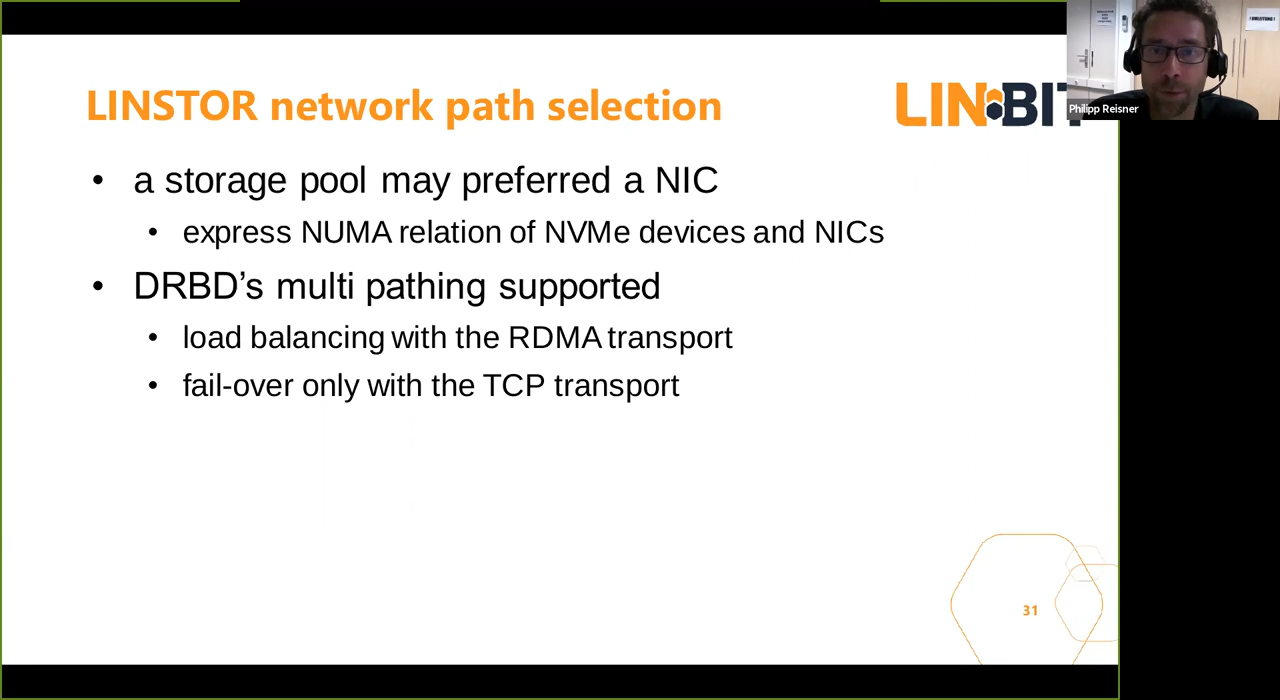 LINSTOR network path selection
LINBIT
Philipp Reisner
• a storage pool may preferred a NIC
• express NUMA relation of NVMe devices and NICs
• DRBD’s multi pathing supported
• load balancing with the RDMA transport
• fail-over only with the TCP transport
31